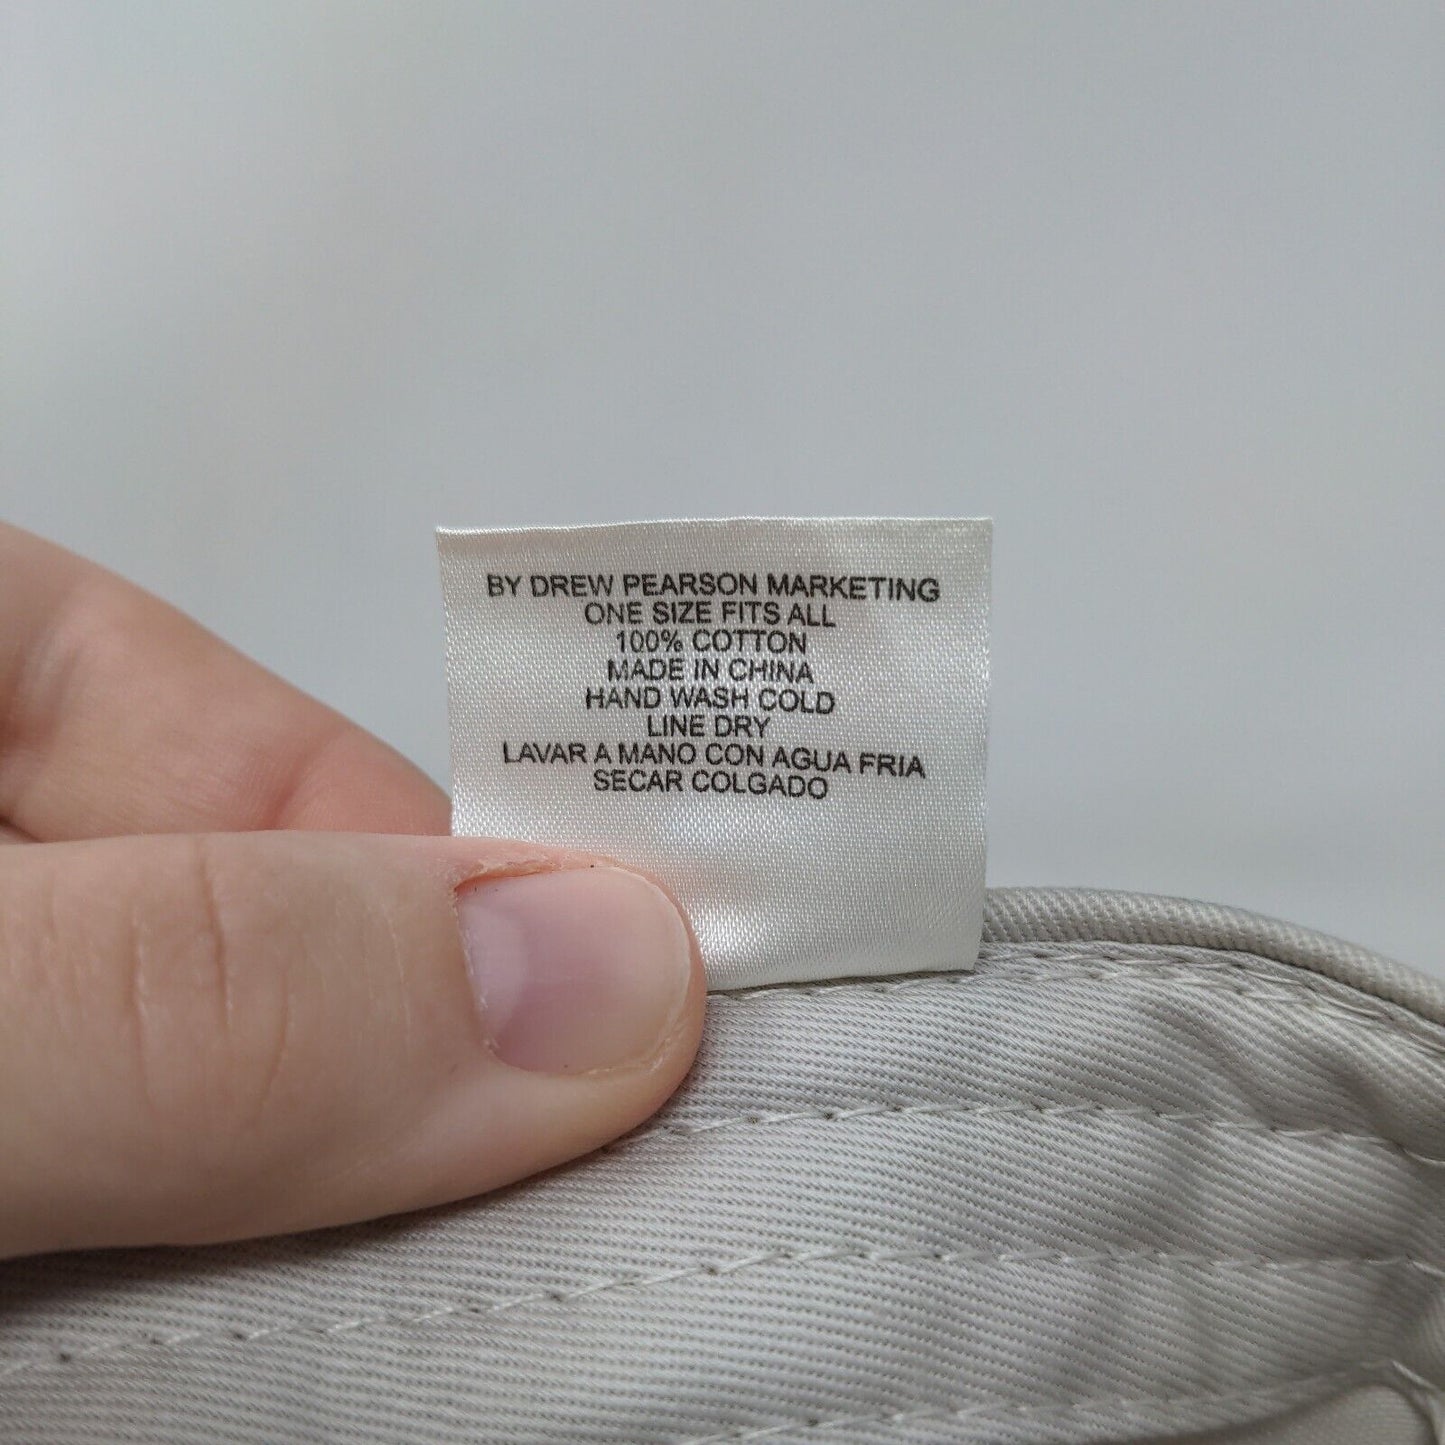 BY DREW PEARSON MARKETING
ONE SIZE FITS ALL
100% COTTON
MADE IN CHINA
HAND WASH COLD
LINE DRY
LAVAR A MANO CON AGUA FRIA
SECAR COLGADO